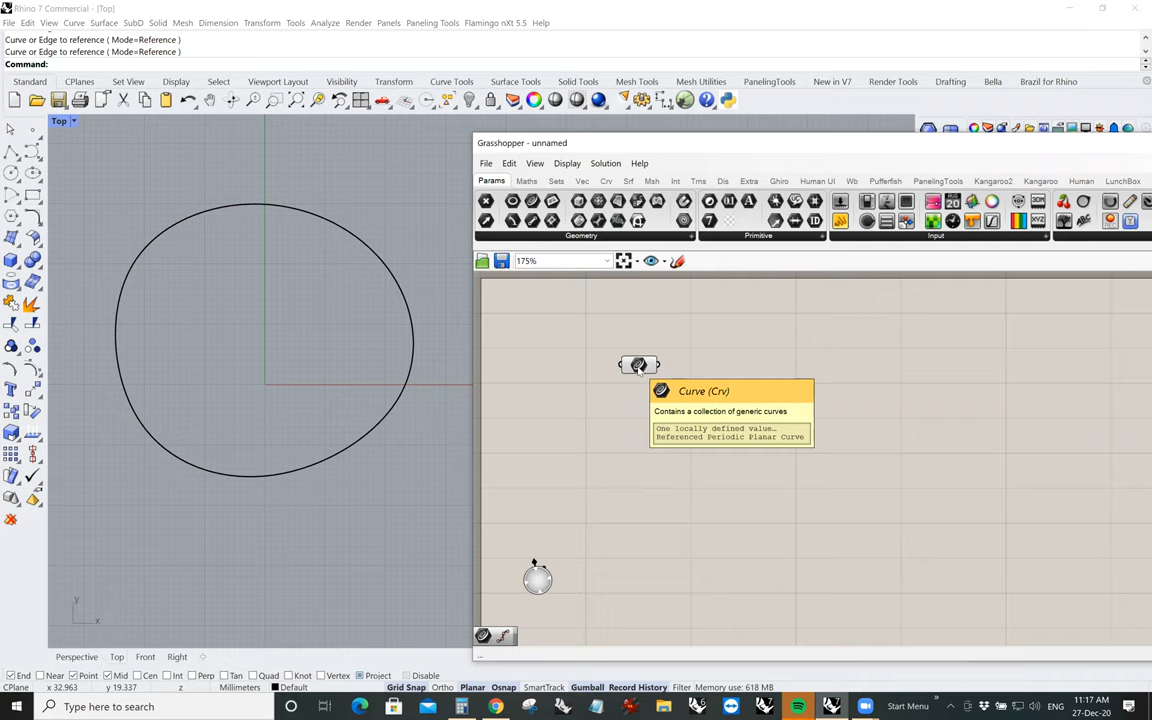 Rhino 7 Commercial - [Top]
File Edit View Curve Surface SubD Solid Mesh Dimension Transform Tools Analyze Render Panels Paneling Tools Flamingo nXt 5.5 Help
Curve or Edge to reference ( Mode=Reference )
Curve or Edge to reference ( Mode=Reference )
Command:
Standard CPlanes Set View Display Select Viewport Layout Visibility Transform Curve Tools Surface Tools Solid Tools Mesh Tools Mesh Utilities PanelingTools New in V7 Render Tools Drafting Bella Brazil for Rhino
Top
Grasshopper - unnamed
File Edit View Display Solution Help
Params Maths Sets Vec Crv Srf Msh Int Trns Dis Extra Ghiro Human UI Wb Pufferfish PanelingTools Kangaroo2 Kangaroo Human LunchBox
Geometry Primitive Input
175%
Curve (Crv)
Contains a collection of generic curves
One locally defined value…
Referenced Periodic Planar Curve
y
x
...
Perspective Top Front Right
End Near Point Mid Cen Int Perp Tan Quad Knot Vertex Project Disable
CPlane x 32.963 y 19.337 z Millimeters Default Grid Snap Ortho Planar Osnap SmartTrack Gumball Record History Filter Memory use: 618 MB
Type here to search
Start Menu
ENG
11:17 AM
27-Dec-20